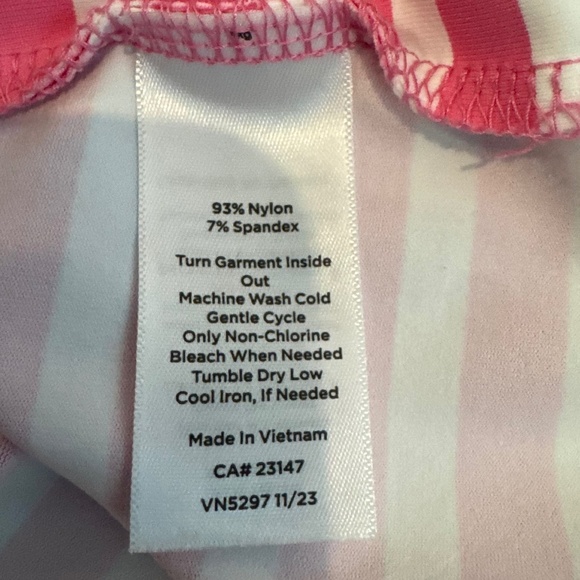 93% Nylon
7% Spandex
Turn Garment Inside
Out
Machine Wash Cold
Gentle Cycle
Only Non-Chlorine
Bleach When Needed
Tumble Dry Low
Cool Iron, If Needed
Made In Vietnam
CA# 23147
VN5297 11/23